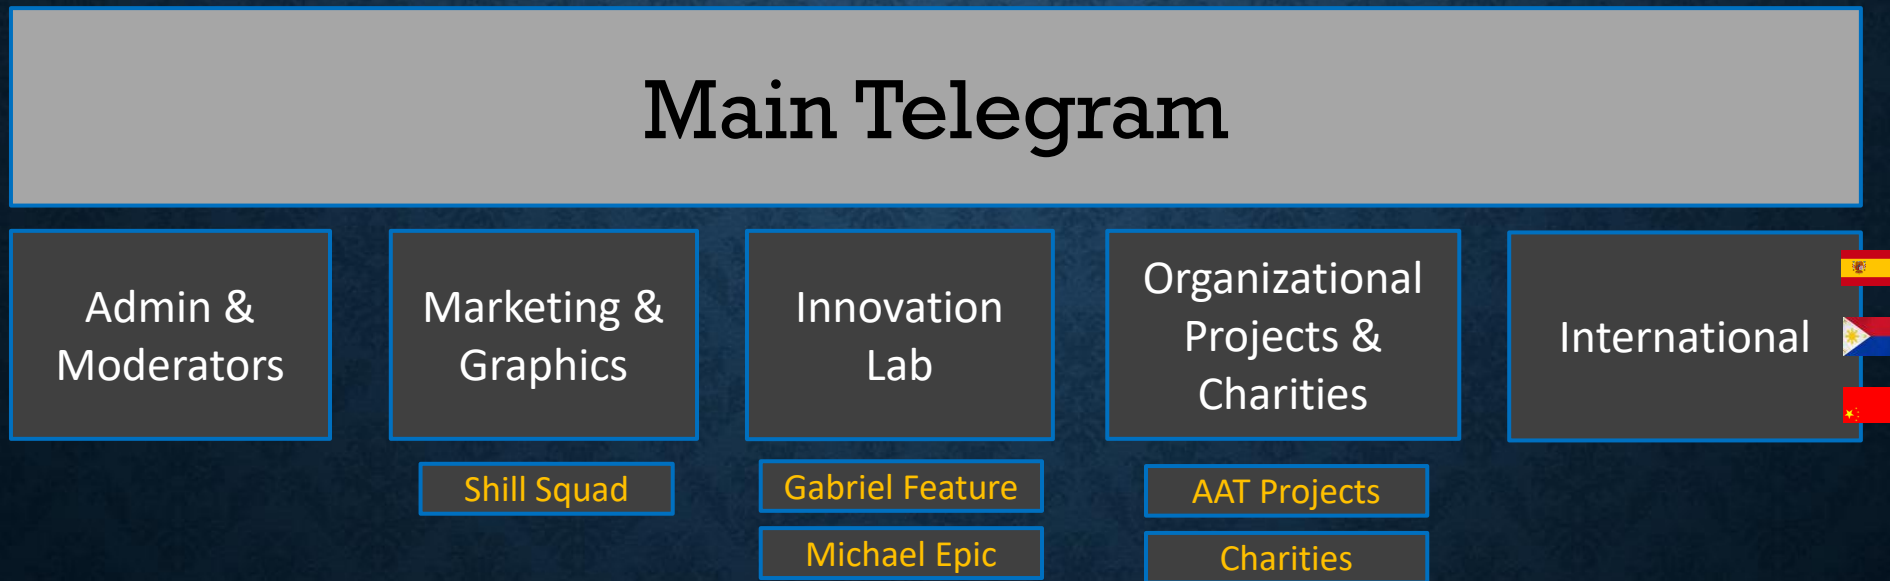 Main Telegram
Admin &
Moderators
Marketing &
Graphics
Innovation
Lab
Organizational
Projects &
Charities
International
Shill Squad
Gabriel Feature
AAT Projects
Michael Epic
Charities